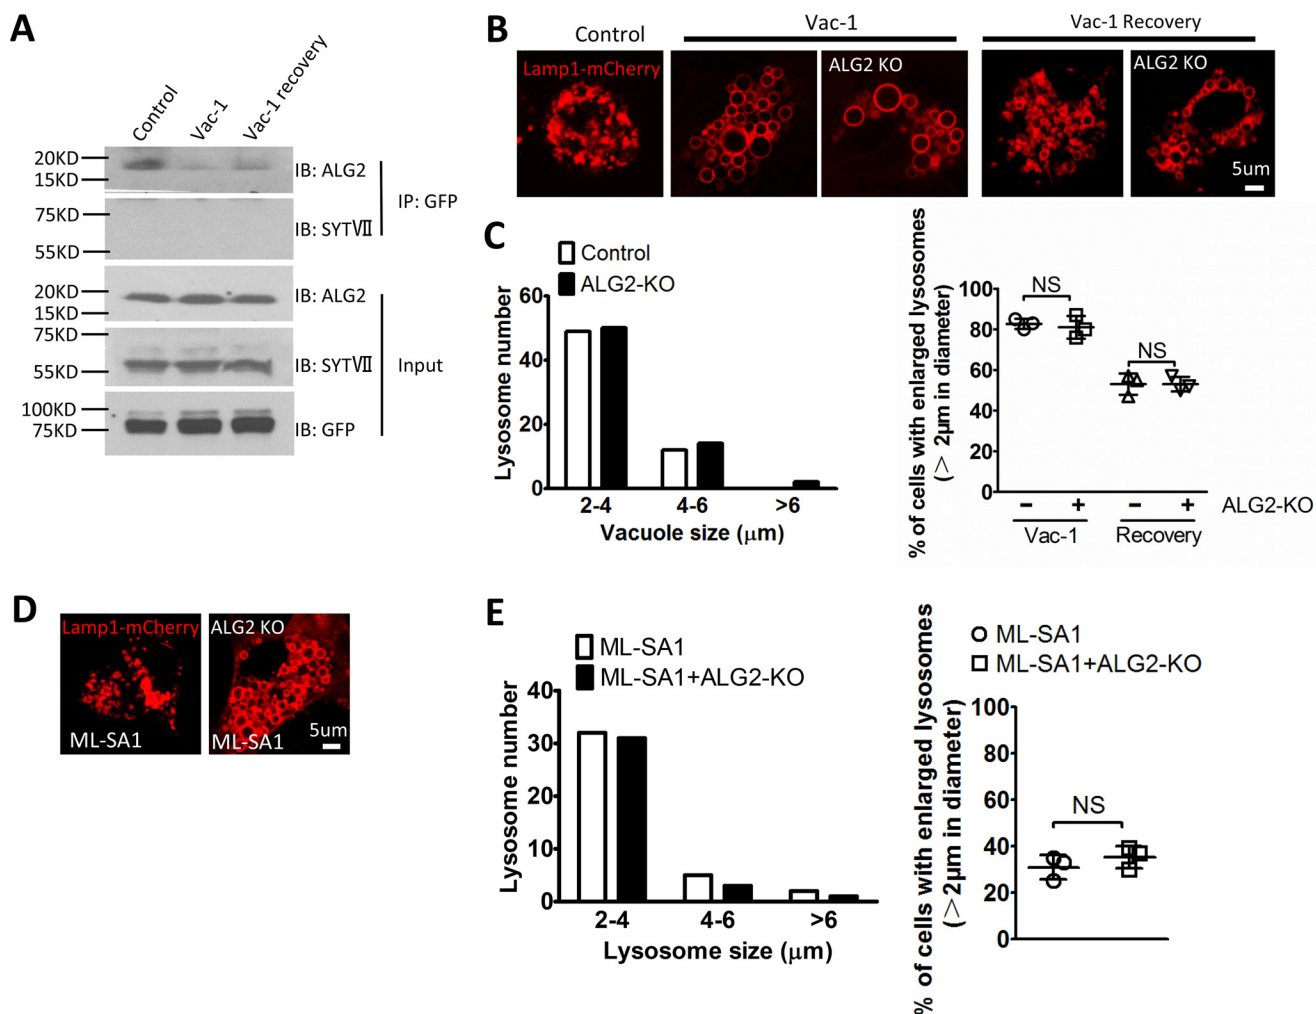 A
Control
Vac-1
Vac-1 recovery
20KD
15KD
IB: ALG2
75KD
55KD
IB: SYTⅦ
IP: GFP
20KD
15KD
IB: ALG2
75KD
55KD
IB: SYTⅦ
Input
100KD
75KD
IB: GFP
B
Control
Vac-1
Vac-1 Recovery
Lamp1-mCherry
ALG2 KO
ALG2 KO
5um
C
Control
ALG2-KO
Lysosome number
60
40
20
0
2-4
4-6
>6
Vacuole size (μm)
% of cells with enlarged lysosomes
(＞2μm in diameter)
100
80
60
40
20
0
NS
NS
- + - + ALG2-KO
Vac-1
Recovery
D
Lamp1-mCherry
ML-SA1
ALG2 KO
ML-SA1
5um
E
ML-SA1
ML-SA1+ALG2-KO
Lysosome number
40
30
20
10
0
2-4
4-6
>6
Lysosome size (μm)
ML-SA1
ML-SA1+ALG2-KO
% of cells with enlarged lysosomes
(＞2μm in diameter)
100
80
60
40
20
0
NS